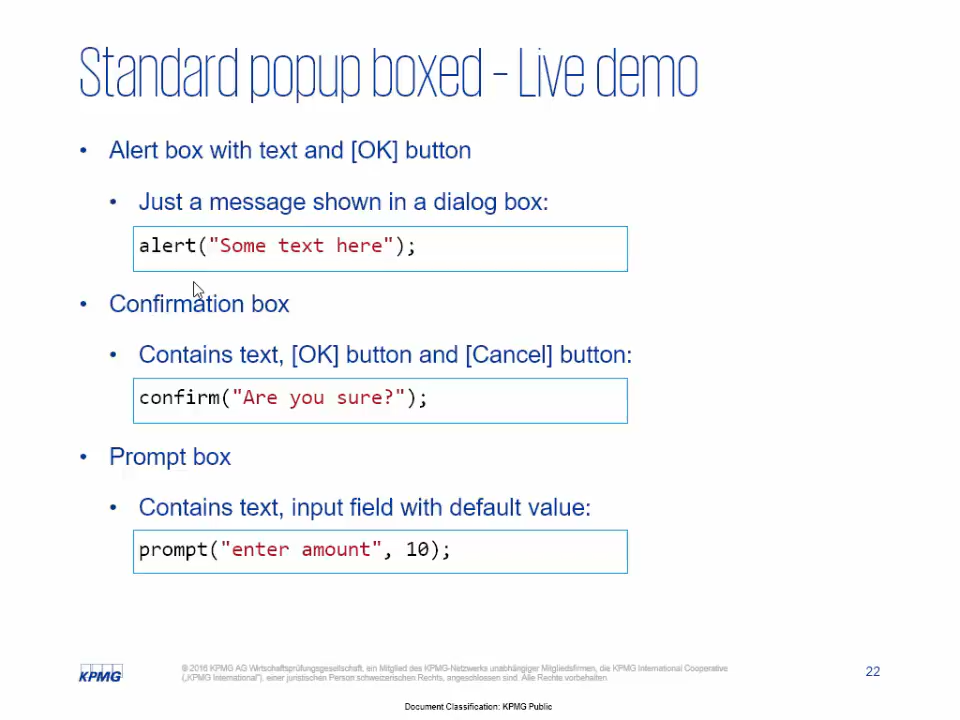 Standard popup boxed - Live demo
• Alert box with text and [OK] button
• Just a message shown in a dialog box:
alert("Some text here");
• Confirmation box
• Contains text, [OK] button and [Cancel] button:
confirm("Are you sure?");
• Prompt box
• Contains text, input field with default value:
prompt("enter amount", 10);
KPMG
© 2016 KPMG AG Wirtschaftsprüfungsgesellschaft, ein Mitglied des KPMG-Netzwerks unabhängiger Mitgliedsfirmen, die KPMG International Cooperative
(„KPMG International"), einer juristischen Person schweizerischen Rechts, angeschlossen sind. Alle Rechte vorbehalten.
22
Document Classification: KPMG Public